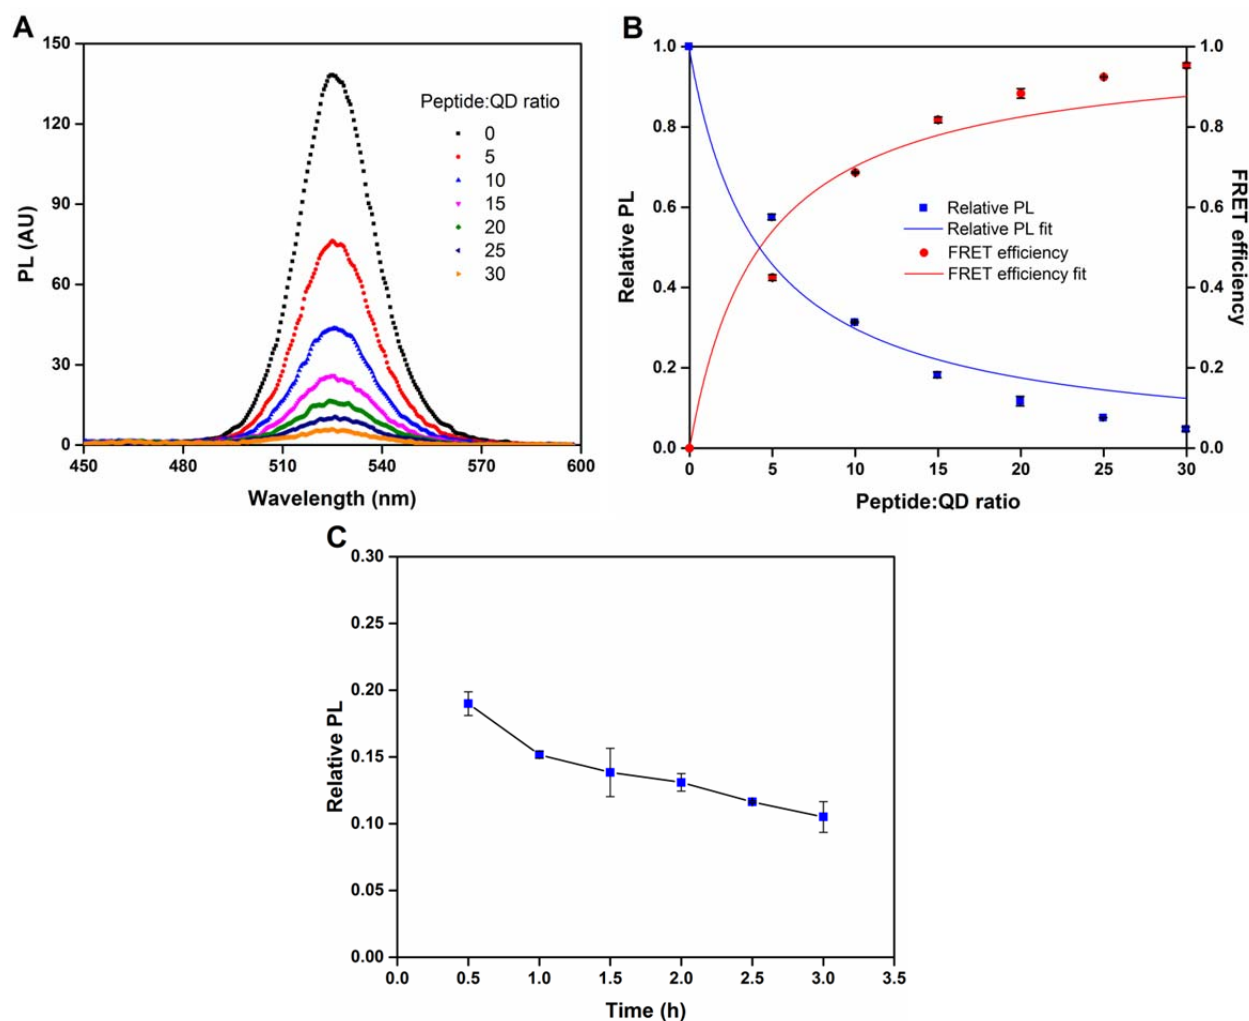 A
150
120
90
60
30
0
PL (AU)
Peptide:QD ratio
0
5
10
15
20
25
30
450 480 510 540 570 600
Wavelength (nm)
B
1.0
0.8
0.6
0.4
0.2
0.0
Relative PL
Relative PL
Relative PL fit
FRET efficiency
FRET efficiency fit
1.0
0.8
0.6
0.4
0.2
0.0
FRET efficiency
0 5 10 15 20 25 30
Peptide:QD ratio
C
0.30
0.25
0.20
0.15
0.10
0.05
0.00
Relative PL
0.0 0.5 1.0 1.5 2.0 2.5 3.0 3.5
Time (h)